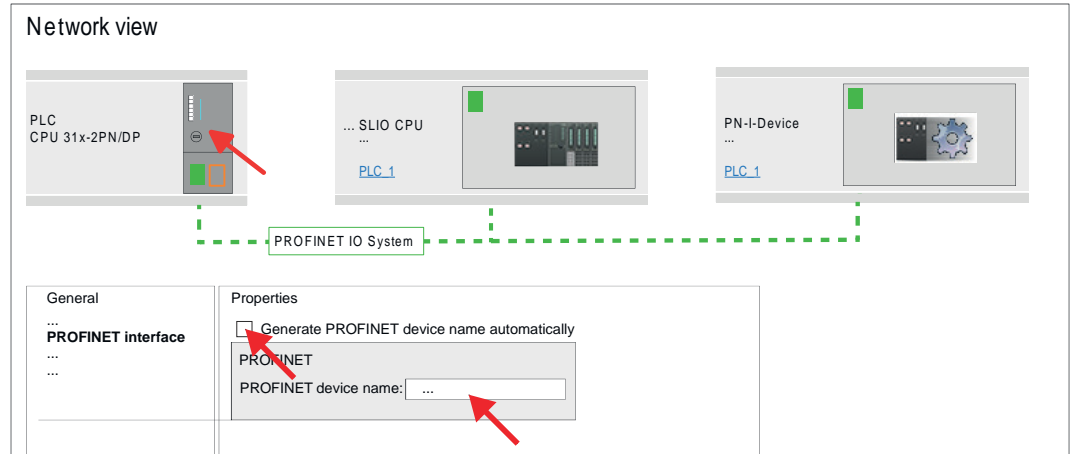 Network view
PLC
CPU 31x-2PN/DP
... SLIO CPU
...
PLC_1
PN-I-Device
...
PLC_1
PROFINET IO System
General
...
PROFINET interface
...
...
Properties
Generate PROFINET device name automatically
PROFINET
PROFINET device name: ...